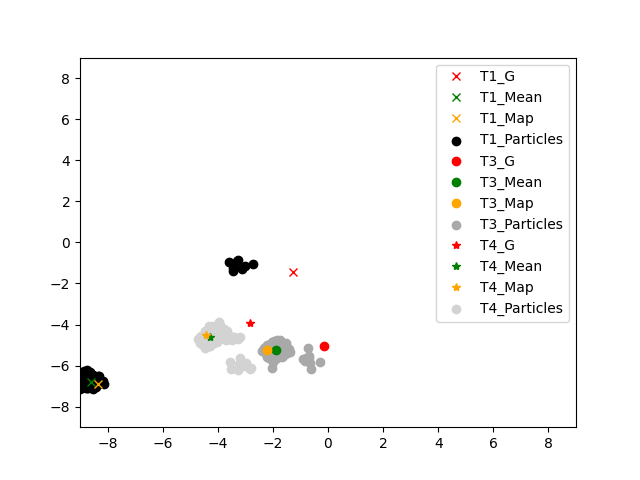 8
6
4
2
0
−2
−4
−6
−8
−8 −6 −4 −2 0 2 4 6 8
T1_G
T1_Mean
T1_Map
T1_Particles
T3_G
T3_Mean
T3_Map
T3_Particles
T4_G
T4_Mean
T4_Map
T4_Particles